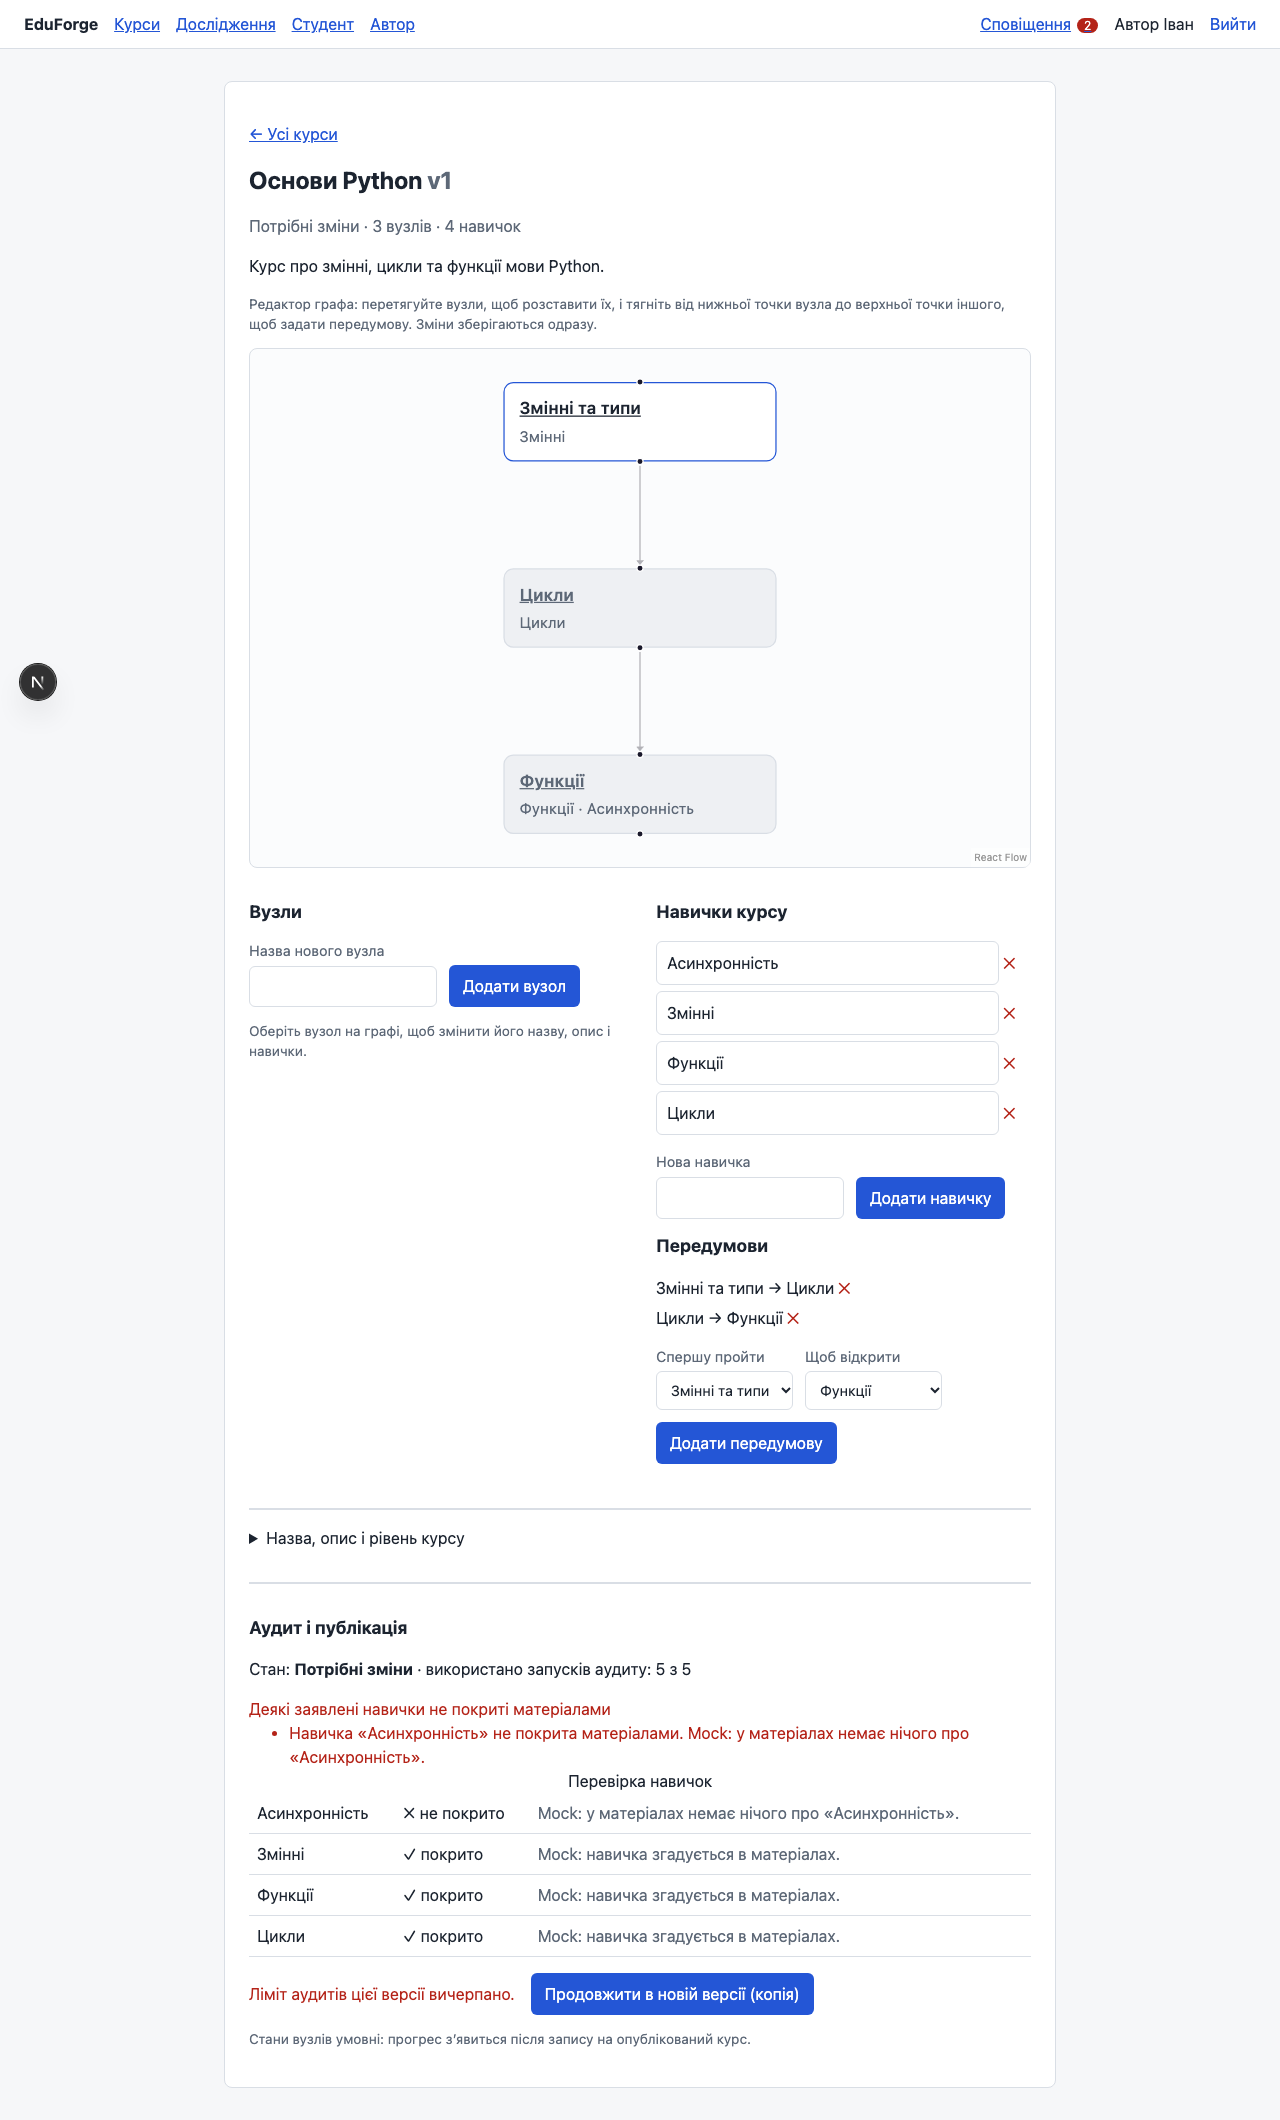 EduForge Курси Дослідження Студент Автор Сповіщення 2 Автор Іван Вийти
← Усі курси
Основи Python v1
Потрібні зміни · 3 вузлів · 4 навичок
Курс про змінні, цикли та функції мови Python.
Редактор графа: перетягуйте вузли, щоб розставити їх, і тягніть від нижньої точки вузла до верхньої точки іншого,
щоб задати передумову. Зміни зберігаються одразу.
Змінні та типи
Змінні
Цикли
Цикли
Функції
Функції · Асинхронність
React Flow
N
Вузли
Назва нового вузла
Додати вузол
Оберіть вузол на графі, щоб змінити його назву, опис і
навички.
Навички курсу
Асинхронність ×
Змінні ×
Функції ×
Цикли ×
Нова навичка
Додати навичку
Передумови
Змінні та типи → Цикли ×
Цикли → Функції ×
Спершу пройти Щоб відкрити
Змінні та типи Функції
Додати передумову
▶ Назва, опис і рівень курсу
Аудит і публікація
Стан: Потрібні зміни · використано запусків аудиту: 5 з 5
Деякі заявлені навички не покриті матеріалами
• Навичка «Асинхронність» не покрита матеріалами. Mock: у матеріалах немає нічого про
«Асинхронність».
Перевірка навичок
Асинхронність ✕ не покрито Mock: у матеріалах немає нічого про «Асинхронність».
Змінні ✓ покрито Mock: навичка згадується в матеріалах.
Функції ✓ покрито Mock: навичка згадується в матеріалах.
Цикли ✓ покрито Mock: навичка згадується в матеріалах.
Ліміт аудитів цієї версії вичерпано. Продовжити в новій версії (копія)
Стани вузлів умовні: прогрес зʼявиться після запису на опублікований курс.